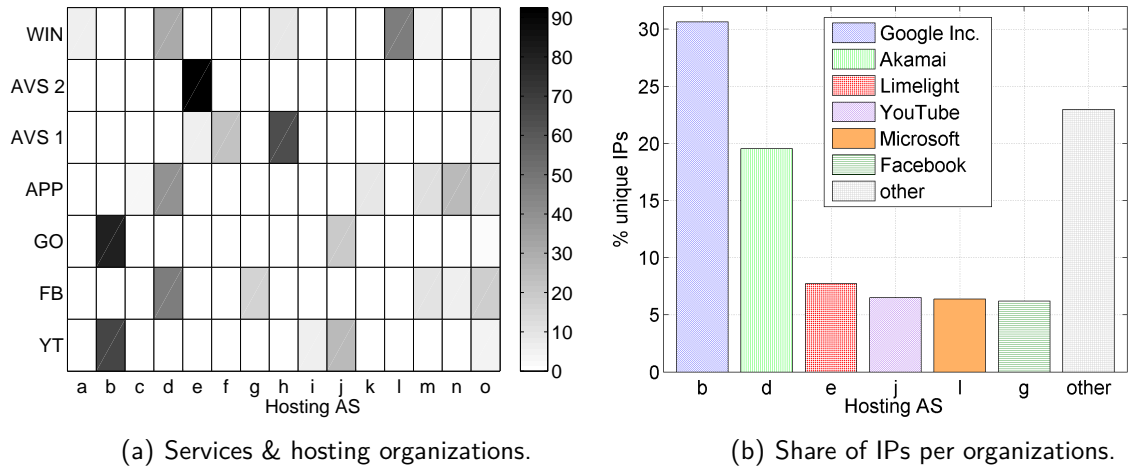 WIN
AVS 2
AVS 1
APP
GO
FB
YT
a b c d e f g h i j k l m n o
Hosting AS
90
80
70
60
50
40
30
20
10
0
(a) Services & hosting organizations.
% unique IPs
30
25
20
15
10
5
0
Google Inc.
Akamai
Limelight
YouTube
Microsoft
Facebook
other
b d e j l g other
Hosting AS
(b) Share of IPs per organizations.